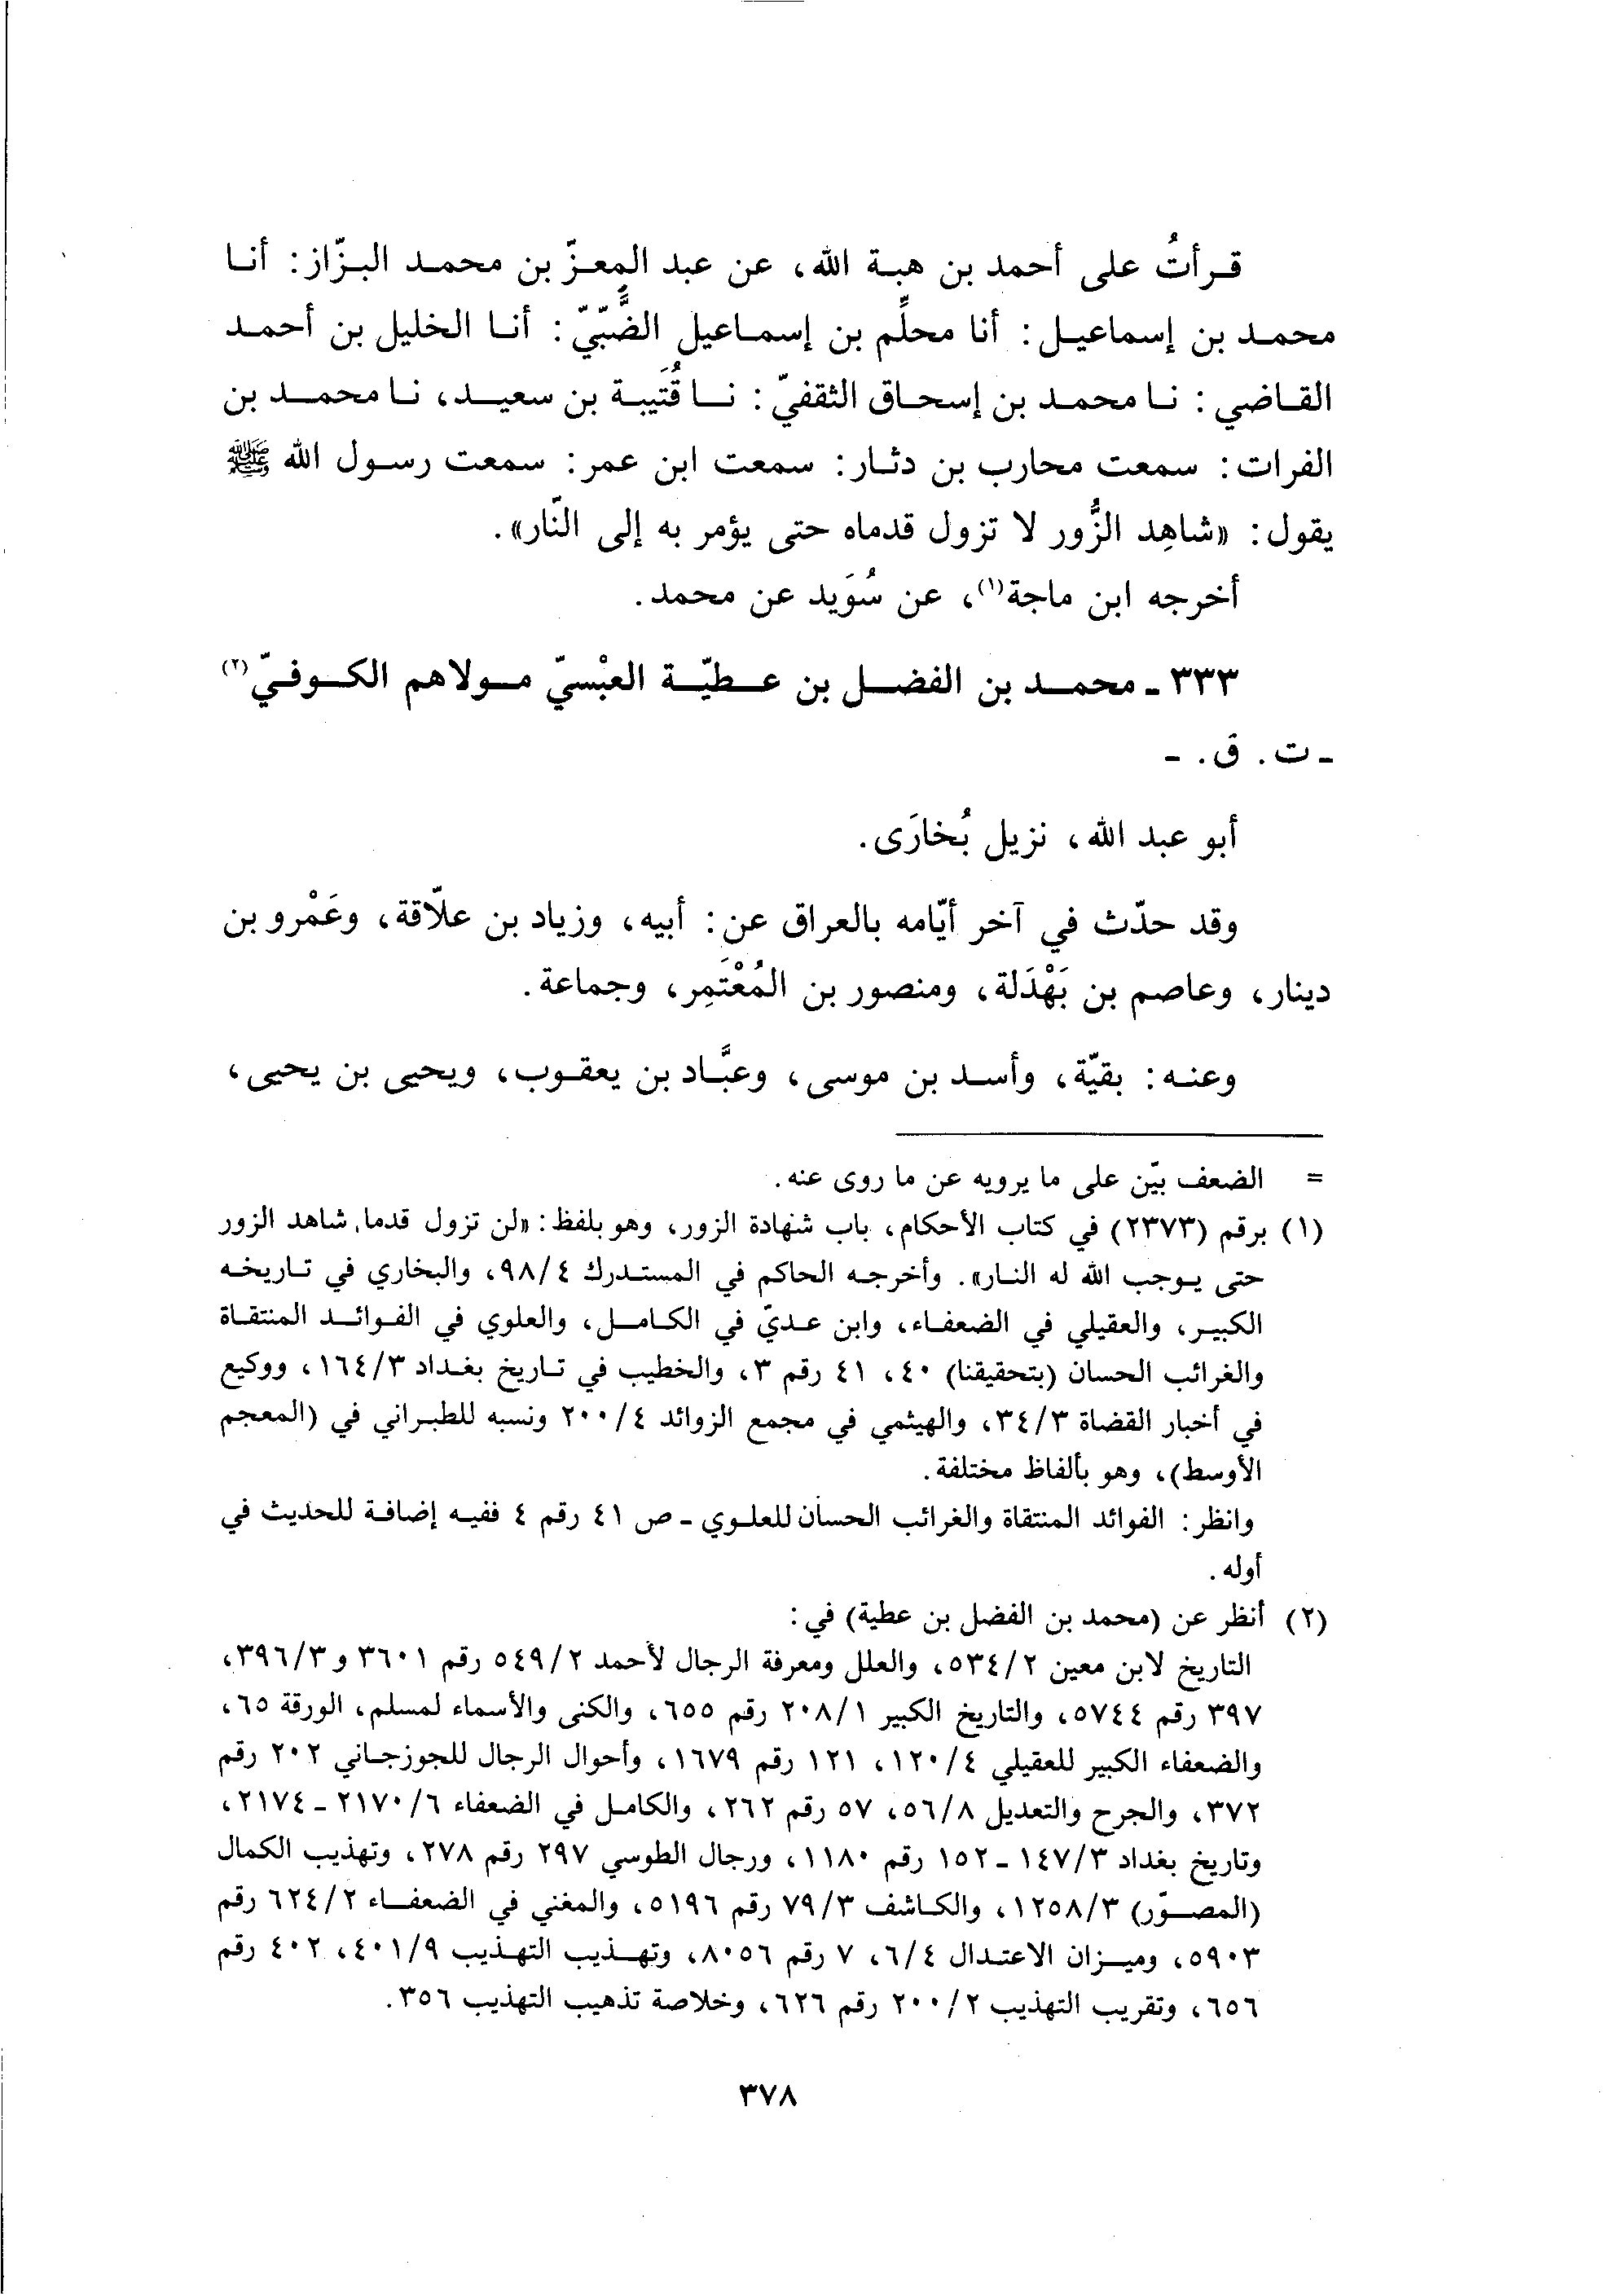 قرأتُ على أحمد بن هبة الله، عن عبد المعزّ بن محمد البزّاز: أنا
محمد بن إسماعيل: أنا محلِّم بن إسماعيل الضَّبّيّ: أنا الخليل بن أحمد
القاضي: نا محمد بن إسحاق الثقفيّ: نا قُتَيبة بن سعيد، نا محمد بن
الفرات: سمعت محارب بن دثار: سمعت ابن عمر: سمعت رسول الله ﷺ
يقول: «شاهِد الزُّور لا تزول قدماه حتى يؤمر به إلى النّار».
أخرجه ابن ماجة(١)، عن سُوَيد عن محمد.
٣٣٣ ـ محمد بن الفضل بن عطيّة العبْسيّ مولاهم الكوفيّ(٢)
ـ ت. ق. ـ
أبو عبد الله، نزيل بُخارَى.
وقد حدّث في آخر أيّامه بالعراق عن: أبيه، وزياد بن علّاقة، وعَمْرو بن
دينار، وعاصم بن بَهْدَلة، ومنصور بن المُعْتَمِر، وجماعة.
وعنه: بقيّة، وأسد بن موسى، وعبَّاد بن يعقوب، ويحيى بن يحيى،
= الضعف بيّن على ما يرويه عن ما روى عنه.
(١) برقم (٢٣٧٣) في كتاب الأحكام، باب شهادة الزور، وهو بلفظ: «لن تزول قدما شاهد الزور
حتى يوجب الله له النار». وأخرجه الحاكم في المستدرك ٩٨/٤، والبخاري في تاريخه
الكبير، والعقيلي في الضعفاء، وابن عديّ في الكامل، والعلوي في الفوائد المنتقاة
والغرائب الحسان (بتحقيقنا) ٤٠، ٤١ رقم ٣، والخطيب في تاريخ بغداد ١٦٤/٣، ووكيع
في أخبار القضاة ٣٤/٣، والهيثمي في مجمع الزوائد ٢٠٠/٤ ونسبه للطبراني في (المعجم
الأوسط)، وهو بألفاظ مختلفة.
وانظر: الفوائد المنتقاة والغرائب الحسان للعلوي ـ ص ٤١ رقم ٤ ففيه إضافة للحديث في
أوله.
(٢) أنظر عن (محمد بن الفضل بن عطية) في:
التاريخ لابن معين ٥٣٤/٢، والعلل ومعرفة الرجال لأحمد ٥٤٩/٢ رقم ٣٦٠١ و٣٩٦/٣،
٣٩٧ رقم ٥٧٤٤، والتاريخ الكبير ٢٠٨/١ رقم ٦٥٥، والكنى والأسماء لمسلم، الورقة ٦٥،
والضعفاء الكبير للعقيلي ١٢٠/٤، ١٢١ رقم ١٦٧٩، وأحوال الرجال للجوزجاني ٢٠٢ رقم
٣٧٢، والجرح والتعديل ٥٦/٨، ٥٧ رقم ٢٦٢، والكامل في الضعفاء ٢١٧٠/٦ ـ ٢١٧٤،
وتاريخ بغداد ١٤٧/٣ ـ ١٥٢ رقم ١١٨٠، ورجال الطوسي ٢٩٧ رقم ٢٧٨، وتهذيب الكمال
(المصوّر) ١٢٥٨/٣، والكاشف ٧٩/٣ رقم ٥١٩٦، والمغني في الضعفاء ٦٢٤/٢ رقم
٥٩٠٣، وميزان الاعتدال ٦/٤، ٧ رقم ٨٠٥٦، وتهذيب التهذيب ٤٠١/٩، ٤٠٢ رقم
٦٥٦، وتقريب التهذيب ٢٠٠/٢ رقم ٦٢٦، وخلاصة تذهيب التهذيب ٣٥٦.
٣٧٨